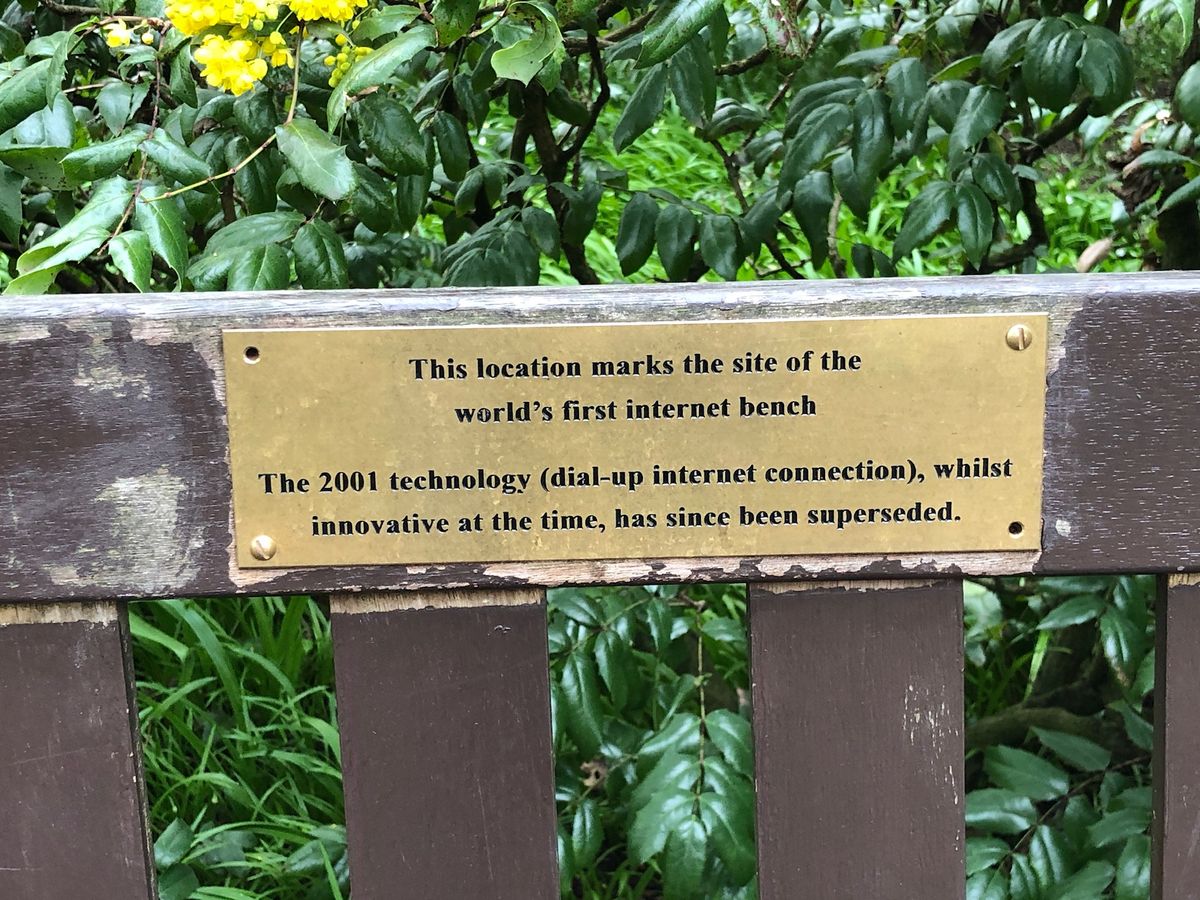 This location marks the site of the
world's first internet bench
The 2001 technology (dial-up internet connection), whilst
innovative at the time, has since been superseded.